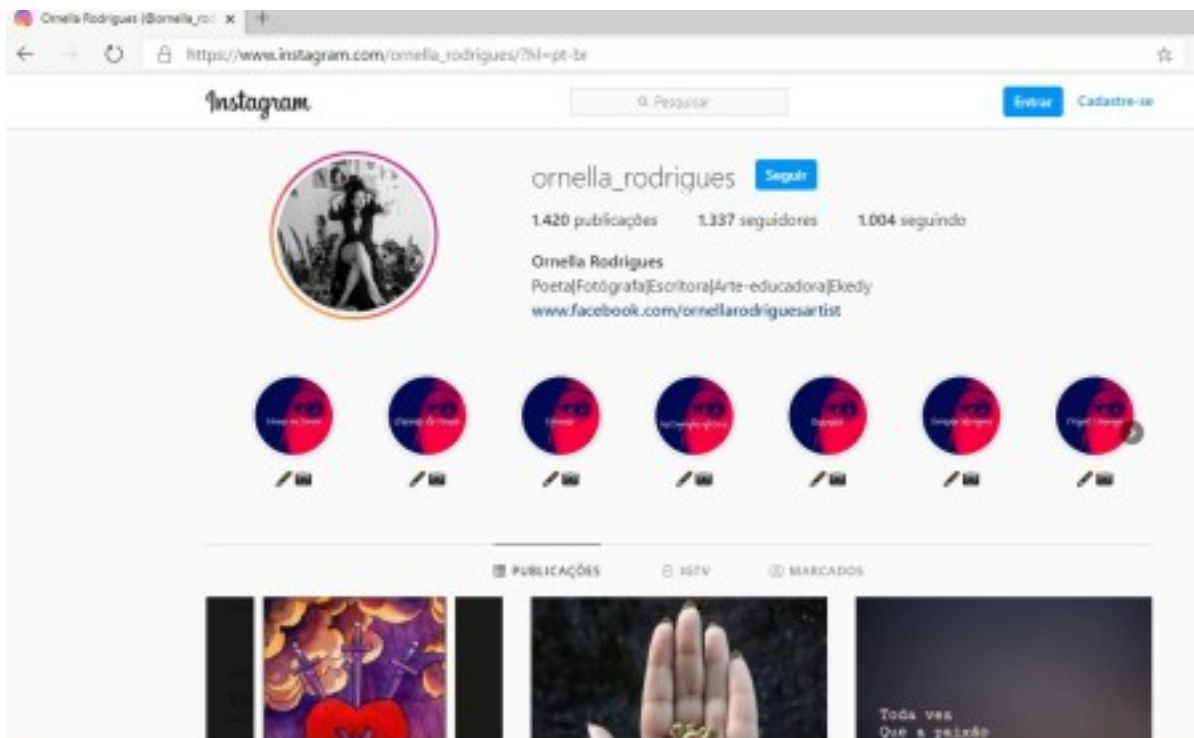 Ornella Rodrigues (@ornella_ro
https://www.instagram.com/ornella_rodrigues/?hl=pt-br
Instagram
Pesquisar
Entrar
Cadastre-se
ornella_rodrigues
Seguir
1.420 publicações 1.337 seguidores 1.004 seguindo
Ornella Rodrigues
Poeta|Fotógrafa|Escritora|Arte-educadora|Ekedy
www.facebook.com/ornellarodriguesartist
PUBLICAÇÕES
IGTV
MARCADOS
Toda vez
Que a paixão